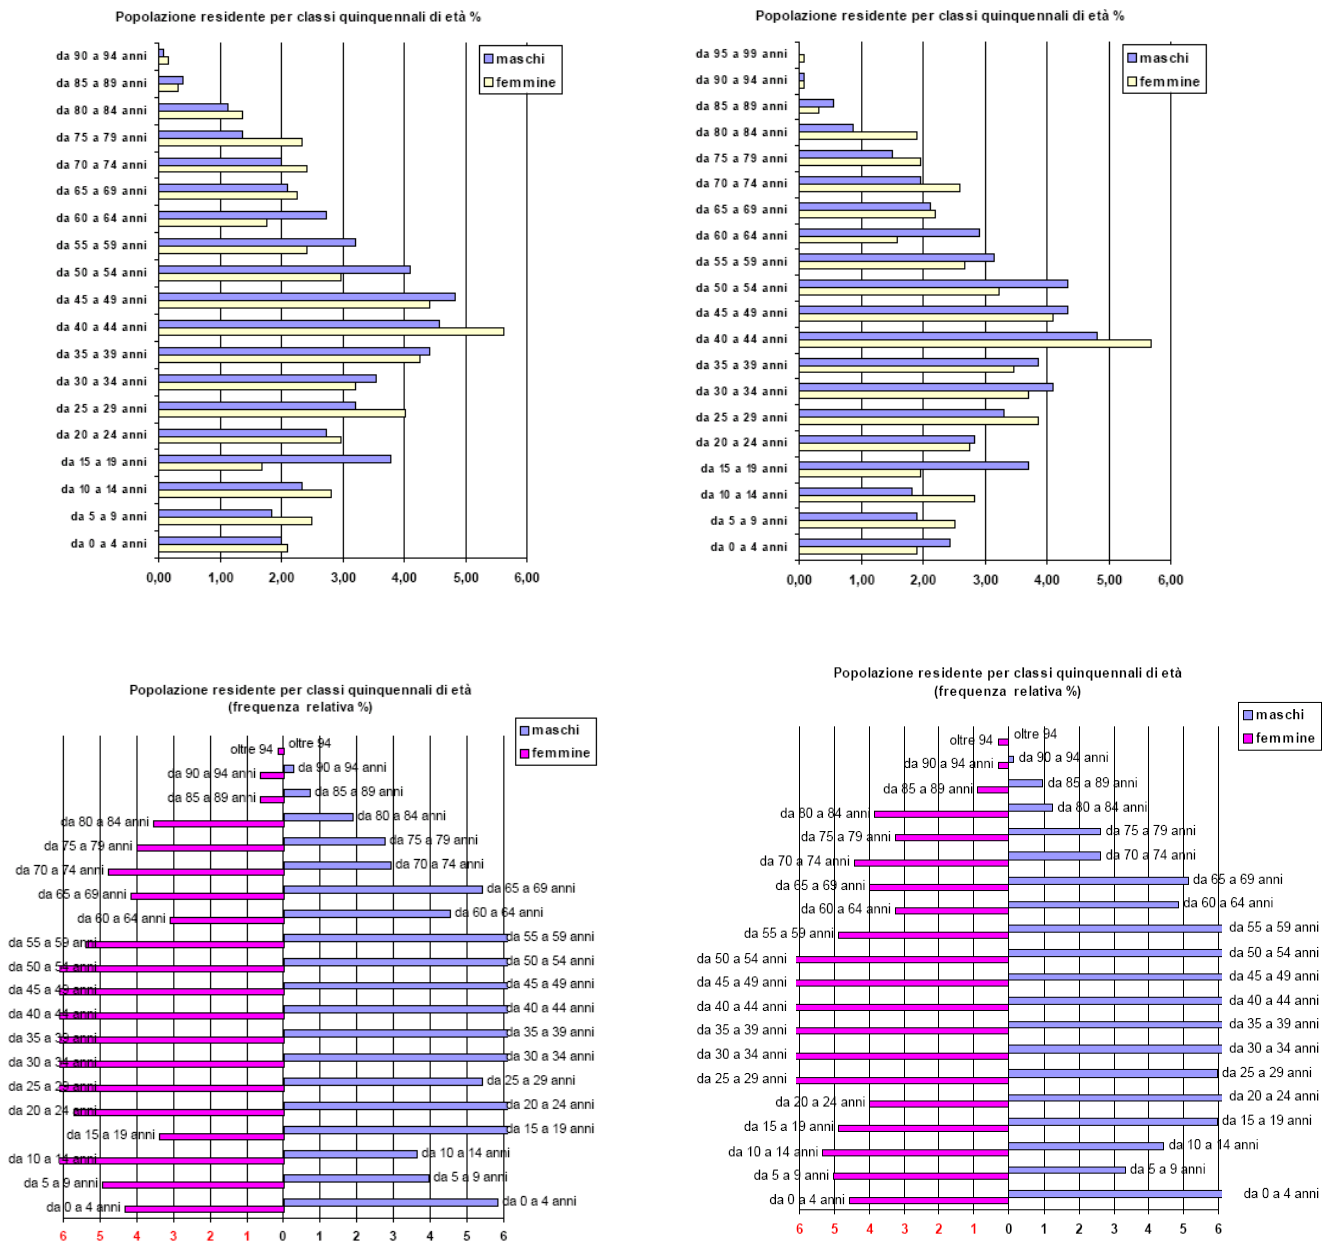 Popolazione residente per classi quinquennali di età %
maschi
femmine
da 90 a 94 anni
da 85 a 89 anni
da 80 a 84 anni
da 75 a 79 anni
da 70 a 74 anni
da 65 a 69 anni
da 60 a 64 anni
da 55 a 59 anni
da 50 a 54 anni
da 45 a 49 anni
da 40 a 44 anni
da 35 a 39 anni
da 30 a 34 anni
da 25 a 29 anni
da 20 a 24 anni
da 15 a 19 anni
da 10 a 14 anni
da 5 a 9 anni
da 0 a 4 anni
0,00 1,00 2,00 3,00 4,00 5,00 6,00
Popolazione residente per classi quinquennali di età %
maschi
femmine
da 95 a 99 anni
da 90 a 94 anni
da 85 a 89 anni
da 80 a 84 anni
da 75 a 79 anni
da 70 a 74 anni
da 65 a 69 anni
da 60 a 64 anni
da 55 a 59 anni
da 50 a 54 anni
da 45 a 49 anni
da 40 a 44 anni
da 35 a 39 anni
da 30 a 34 anni
da 25 a 29 anni
da 20 a 24 anni
da 15 a 19 anni
da 10 a 14 anni
da 5 a 9 anni
da 0 a 4 anni
0,00 1,00 2,00 3,00 4,00 5,00 6,00
Popolazione residente per classi quinquennali di età
(frequenza relativa %)
maschi
femmine
oltre 94 oltre 94
da 90 a 94 anni da 90 a 94 anni
da 85 a 89 anni da 85 a 89 anni
da 80 a 84 anni da 80 a 84 anni
da 75 a 79 anni da 75 a 79 anni
da 70 a 74 anni da 70 a 74 anni
da 65 a 69 anni da 65 a 69 anni
da 60 a 64 anni da 60 a 64 anni
da 55 a 59 anni da 55 a 59 anni
da 50 a 54 anni da 50 a 54 anni
da 45 a 49 anni da 45 a 49 anni
da 40 a 44 anni da 40 a 44 anni
da 35 a 39 anni da 35 a 39 anni
da 30 a 34 anni da 30 a 34 anni
da 25 a 29 anni da 25 a 29 anni
da 20 a 24 anni da 20 a 24 anni
da 15 a 19 anni da 15 a 19 anni
da 10 a 14 anni da 10 a 14 anni
da 5 a 9 anni da 5 a 9 anni
da 0 a 4 anni da 0 a 4 anni
6 5 4 3 2 1 0 1 2 3 4 5 6
Popolazione residente per classi quinquennali di età
(frequenza relativa %)
maschi
femmine
oltre 94 oltre 94
da 90 a 94 anni da 90 a 94 anni
da 85 a 89 anni da 85 a 89 anni
da 80 a 84 anni da 80 a 84 anni
da 75 a 79 anni da 75 a 79 anni
da 70 a 74 anni da 70 a 74 anni
da 65 a 69 anni da 65 a 69 anni
da 60 a 64 anni da 60 a 64 anni
da 55 a 59 anni da 55 a 59 anni
da 50 a 54 anni da 50 a 54 anni
da 45 a 49 anni da 45 a 49 anni
da 40 a 44 anni da 40 a 44 anni
da 35 a 39 anni da 35 a 39 anni
da 30 a 34 anni da 30 a 34 anni
da 25 a 29 anni da 25 a 29 anni
da 20 a 24 anni da 20 a 24 anni
da 15 a 19 anni da 15 a 19 anni
da 10 a 14 anni da 10 a 14 anni
da 5 a 9 anni da 5 a 9 anni
da 0 a 4 anni da 0 a 4 anni
6 5 4 3 2 1 0 1 2 3 4 5 6